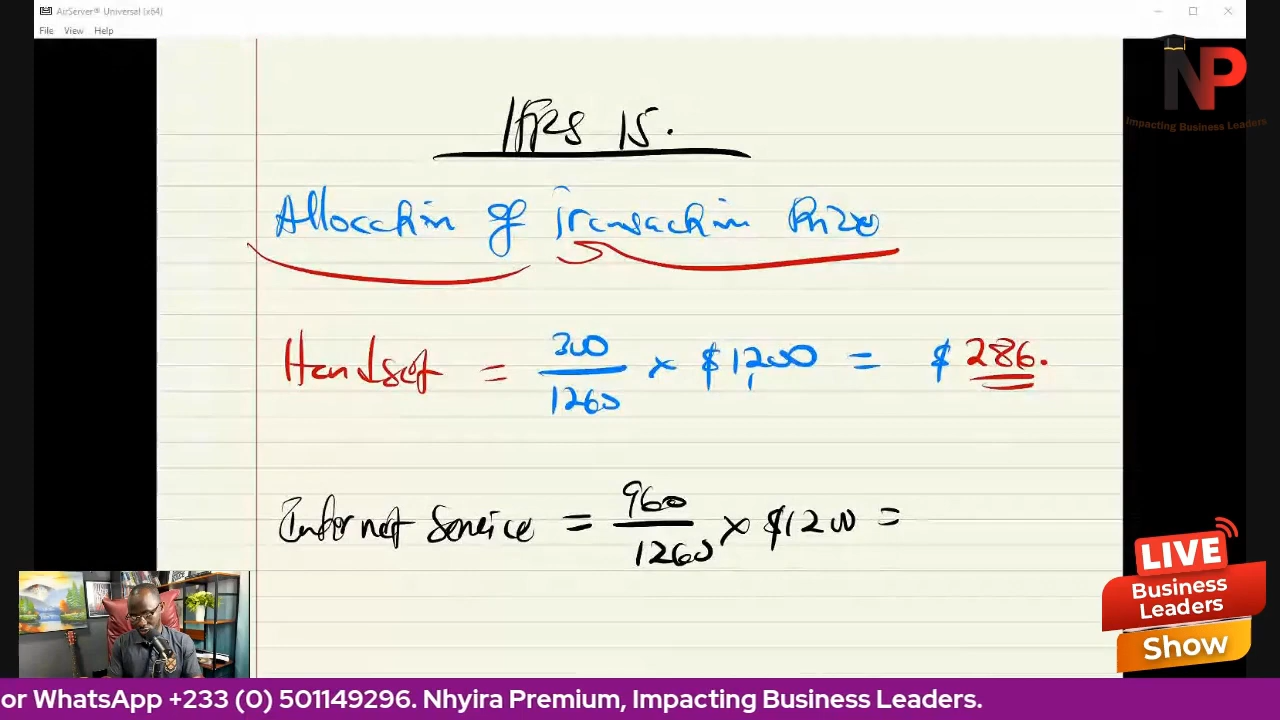 AirServer® Universal (x64)
File View Help
NP
Impacting Business Leaders
IFRS 15.
Allocation of Transaction Price
Handset = 300/1260 x $1,200 = $286.
Internet Service = 960/1260 x $1200 =
LIVE
Business
Leaders
Show
or WhatsApp +233 (0) 501149296. Nhyira Premium, Impacting Business Leaders.